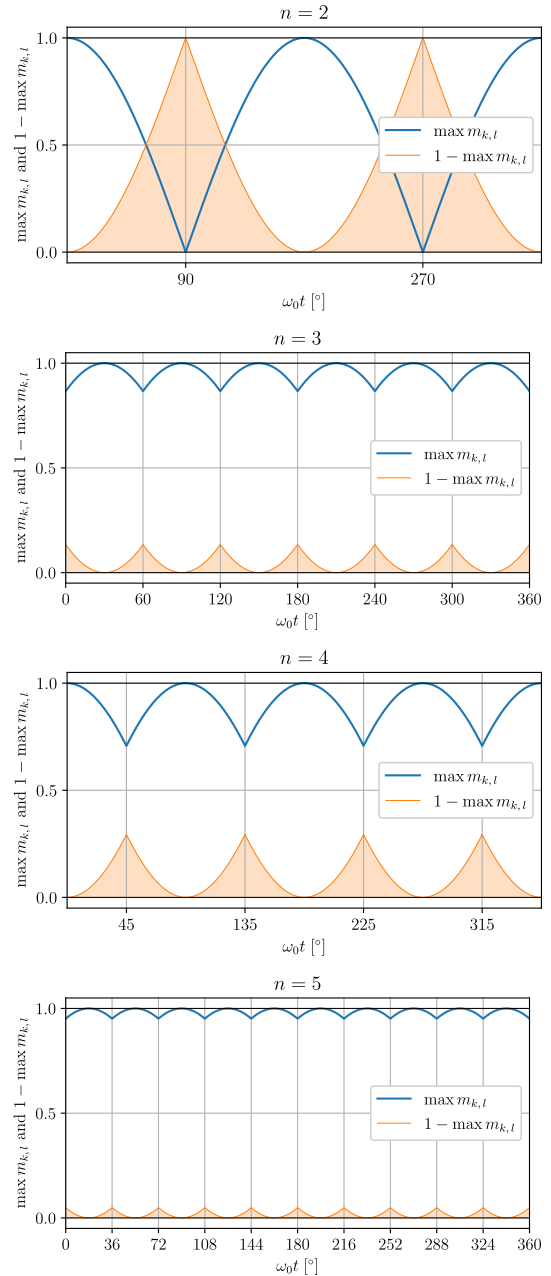 n = 2
max m_{k,l} and 1 − max m_{k,l}
1.0
0.5
0.0
max m_{k,l}
1 − max m_{k,l}
90 270
ω_0t [°]
n = 3
max m_{k,l} and 1 − max m_{k,l}
1.0
0.5
0.0
max m_{k,l}
1 − max m_{k,l}
0 60 120 180 240 300 360
ω_0t [°]
n = 4
max m_{k,l} and 1 − max m_{k,l}
1.0
0.5
0.0
max m_{k,l}
1 − max m_{k,l}
45 135 225 315
ω_0t [°]
n = 5
max m_{k,l} and 1 − max m_{k,l}
1.0
0.5
0.0
max m_{k,l}
1 − max m_{k,l}
0 36 72 108 144 180 216 252 288 324 360
ω_0t [°]